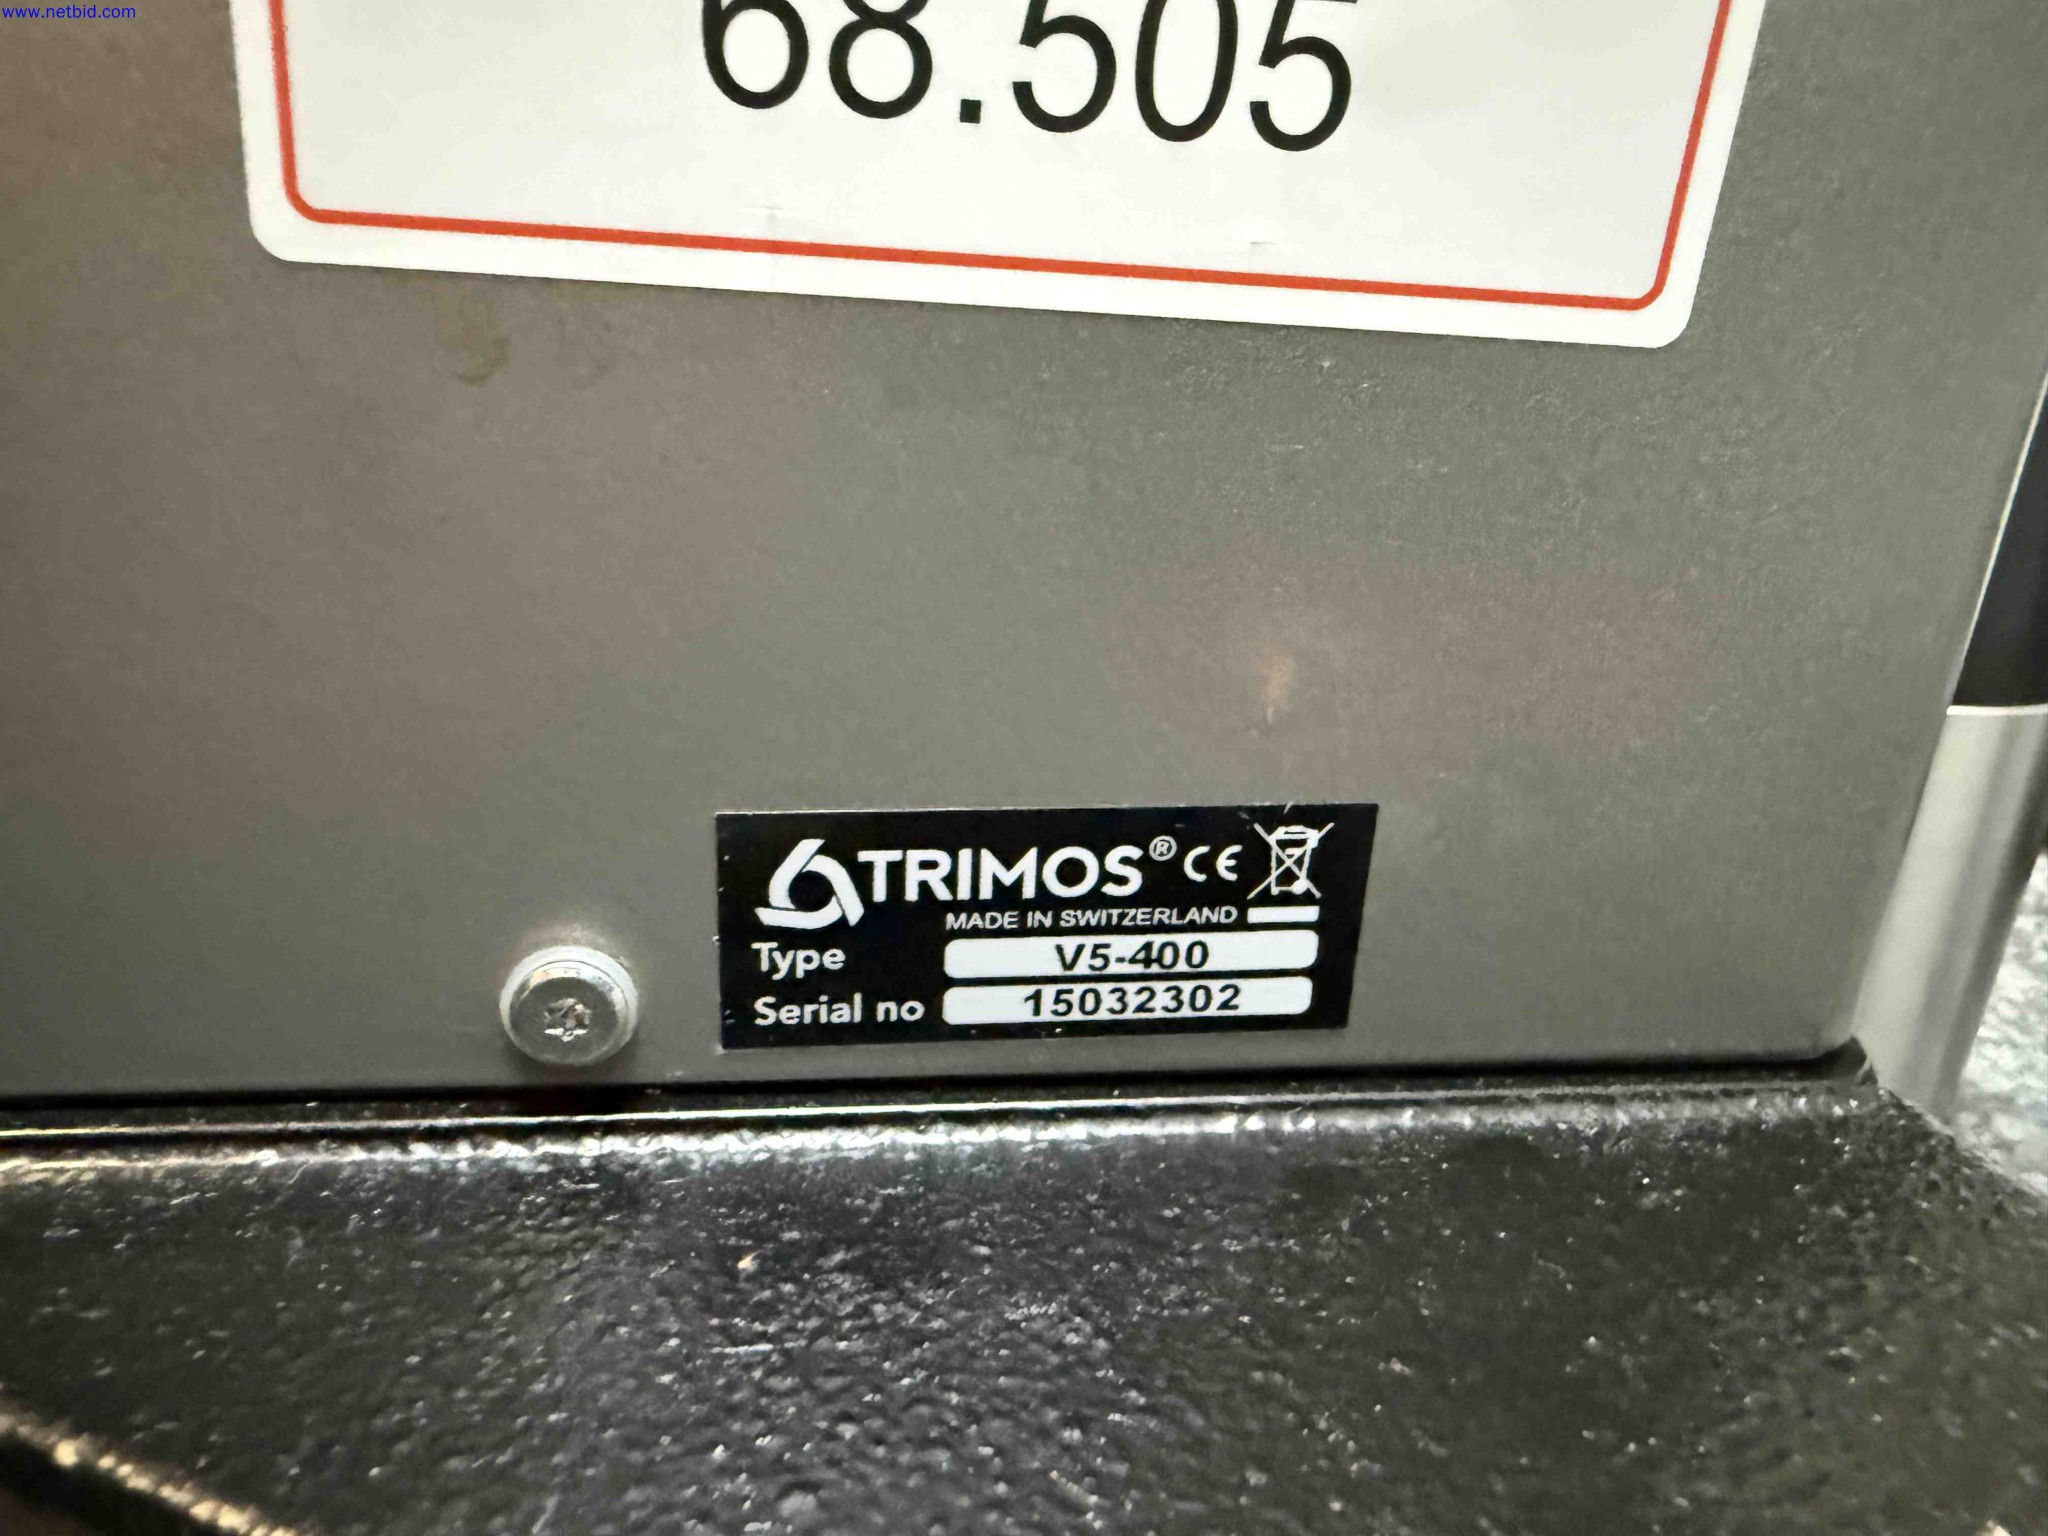 www.netbid.com
68.505
TRIMOS® CE
MADE IN SWITZERLAND
Type V5-400
Serial no 15032302